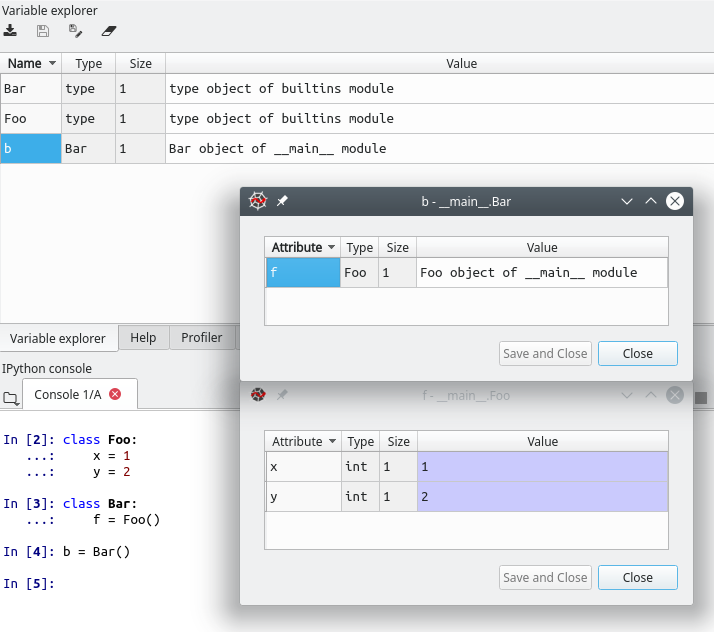 Variable explorer
Name Type Size Value
Bar type 1 type object of builtins module
Foo type 1 type object of builtins module
b Bar 1 Bar object of __main__ module
b - __main__.Bar
Attribute Type Size Value
f Foo 1 Foo object of __main__ module
Save and Close Close
Variable explorer Help Profiler
IPython console
Console 1/A
f - __main__.Foo
Attribute Type Size Value
x int 1 1
y int 1 2
Save and Close Close
In [2]: class Foo:
...: x = 1
...: y = 2
In [3]: class Bar:
...: f = Foo()
In [4]: b = Bar()
In [5]: